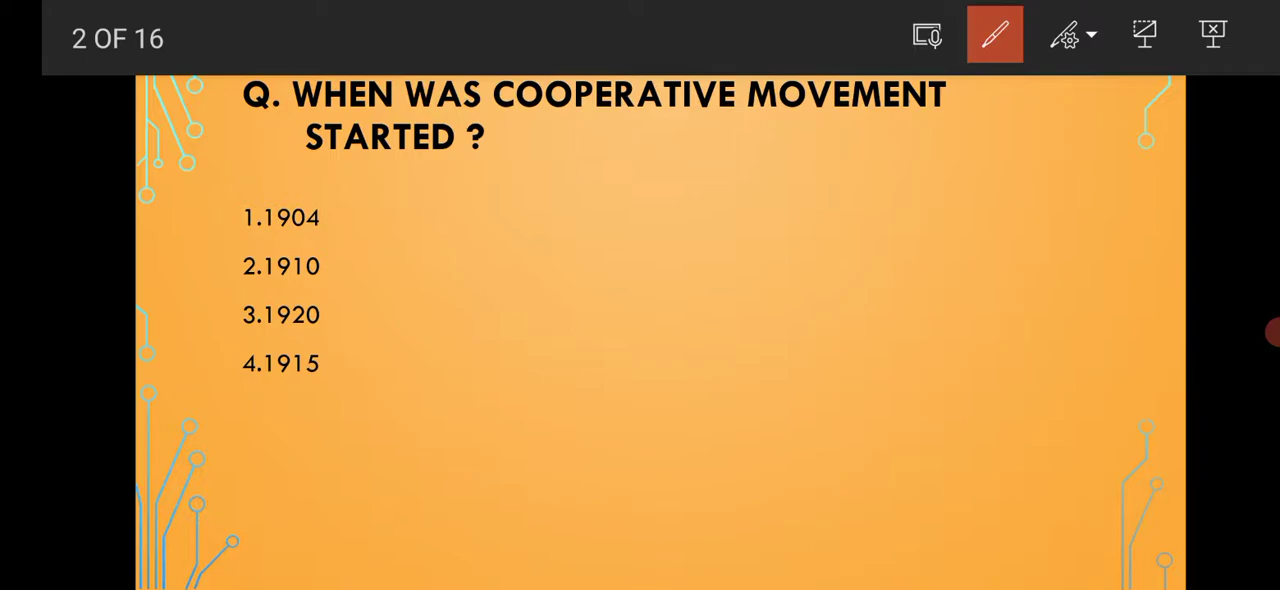 2 OF 16
Q. WHEN WAS COOPERATIVE MOVEMENT
STARTED ?
1.1904
2.1910
3.1920
4.1915